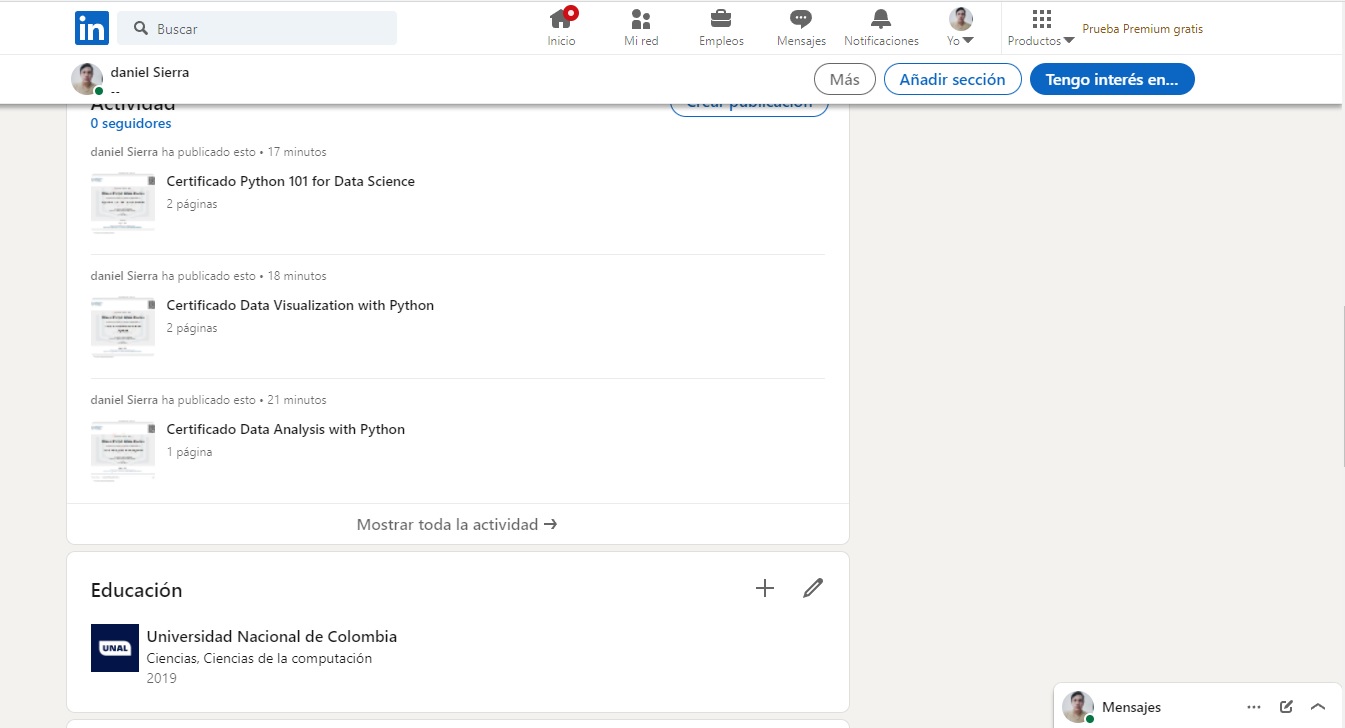 in
Buscar
Inicio
Mi red
Empleos
Mensajes
Notificaciones
Yo
Productos
Prueba Premium gratis
daniel Sierra
--
Más
Añadir sección
Tengo interés en...
Actividad
Crear publicación
0 seguidores
daniel Sierra ha publicado esto • 17 minutos
Certificado Python 101 for Data Science
2 páginas
daniel Sierra ha publicado esto • 18 minutos
Certificado Data Visualization with Python
2 páginas
daniel Sierra ha publicado esto • 21 minutos
Certificado Data Analysis with Python
1 página
Mostrar toda la actividad →
Educación
UNAL
Universidad Nacional de Colombia
Ciencias, Ciencias de la computación
2019
Mensajes